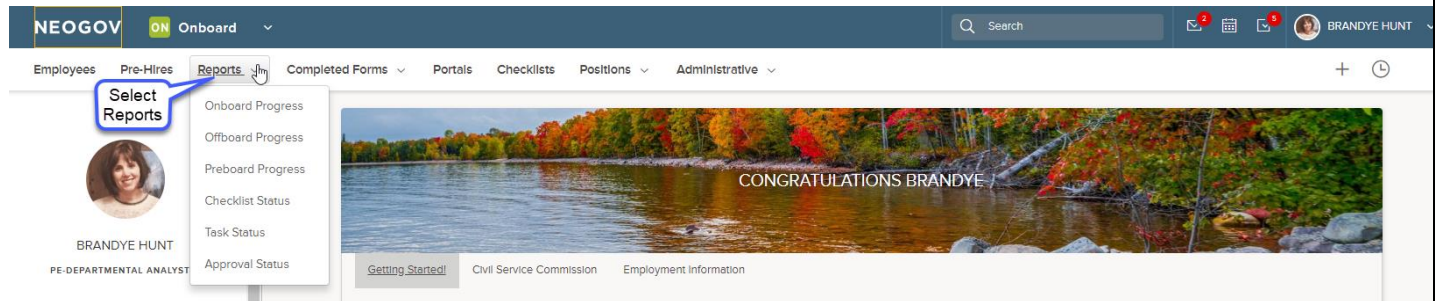 NEOGOV ON Onboard Search 2 5 BRANDYE HUNT
Employees Pre-Hires Reports Completed Forms Portals Checklists Positions Administrative
Select
Reports
Onboard Progress
Offboard Progress
Preboard Progress
Checklist Status
Task Status
Approval Status
CONGRATULATIONS BRANDYE
BRANDYE HUNT
PE-DEPARTMENTAL ANALYST
Getting Started! Civil Service Commission Employment Information